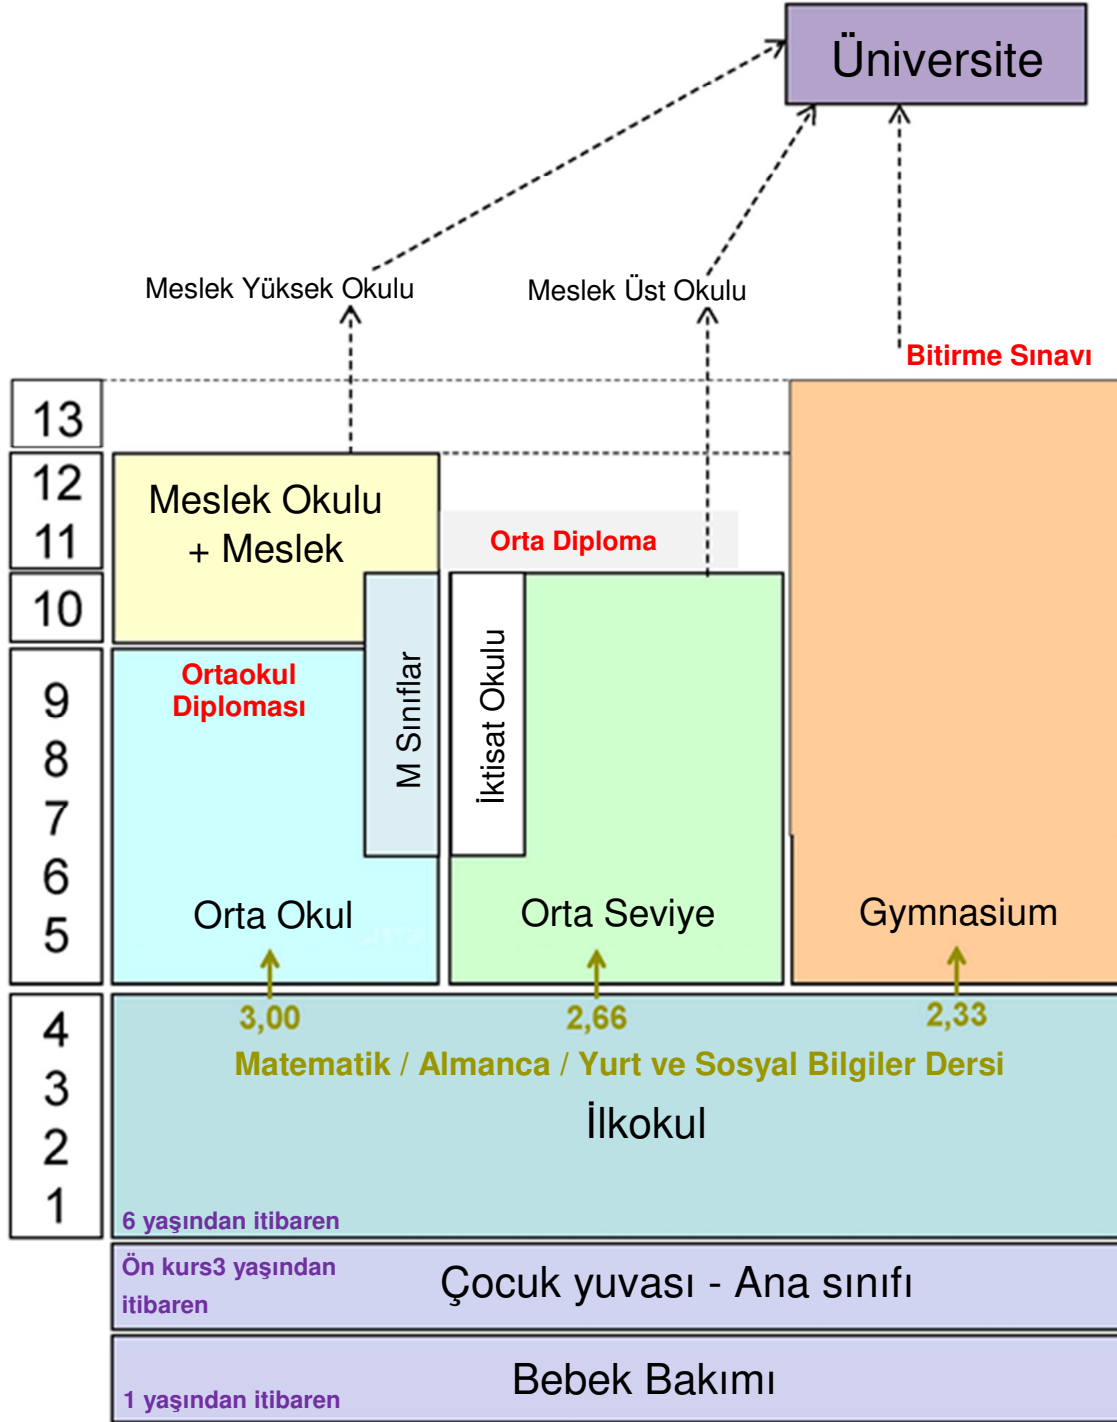 Üniversite
Meslek Yüksek Okulu
Meslek Üst Okulu
Bitirme Sınavı
13
12
11
10
9
8
7
6
5
4
3
2
1
Meslek Okulu
+ Meslek
Orta Diploma
Ortaokul
Diploması
M Sınıflar
İktisat Okulu
Orta Okul
Orta Seviye
Gymnasium
3,00
2,66
2,33
Matematik / Almanca / Yurt ve Sosyal Bilgiler Dersi
İlkokul
6 yaşından itibaren
Ön kurs3 yaşından
itibaren
Çocuk yuvası - Ana sınıfı
Bebek Bakımı
1 yaşından itibaren